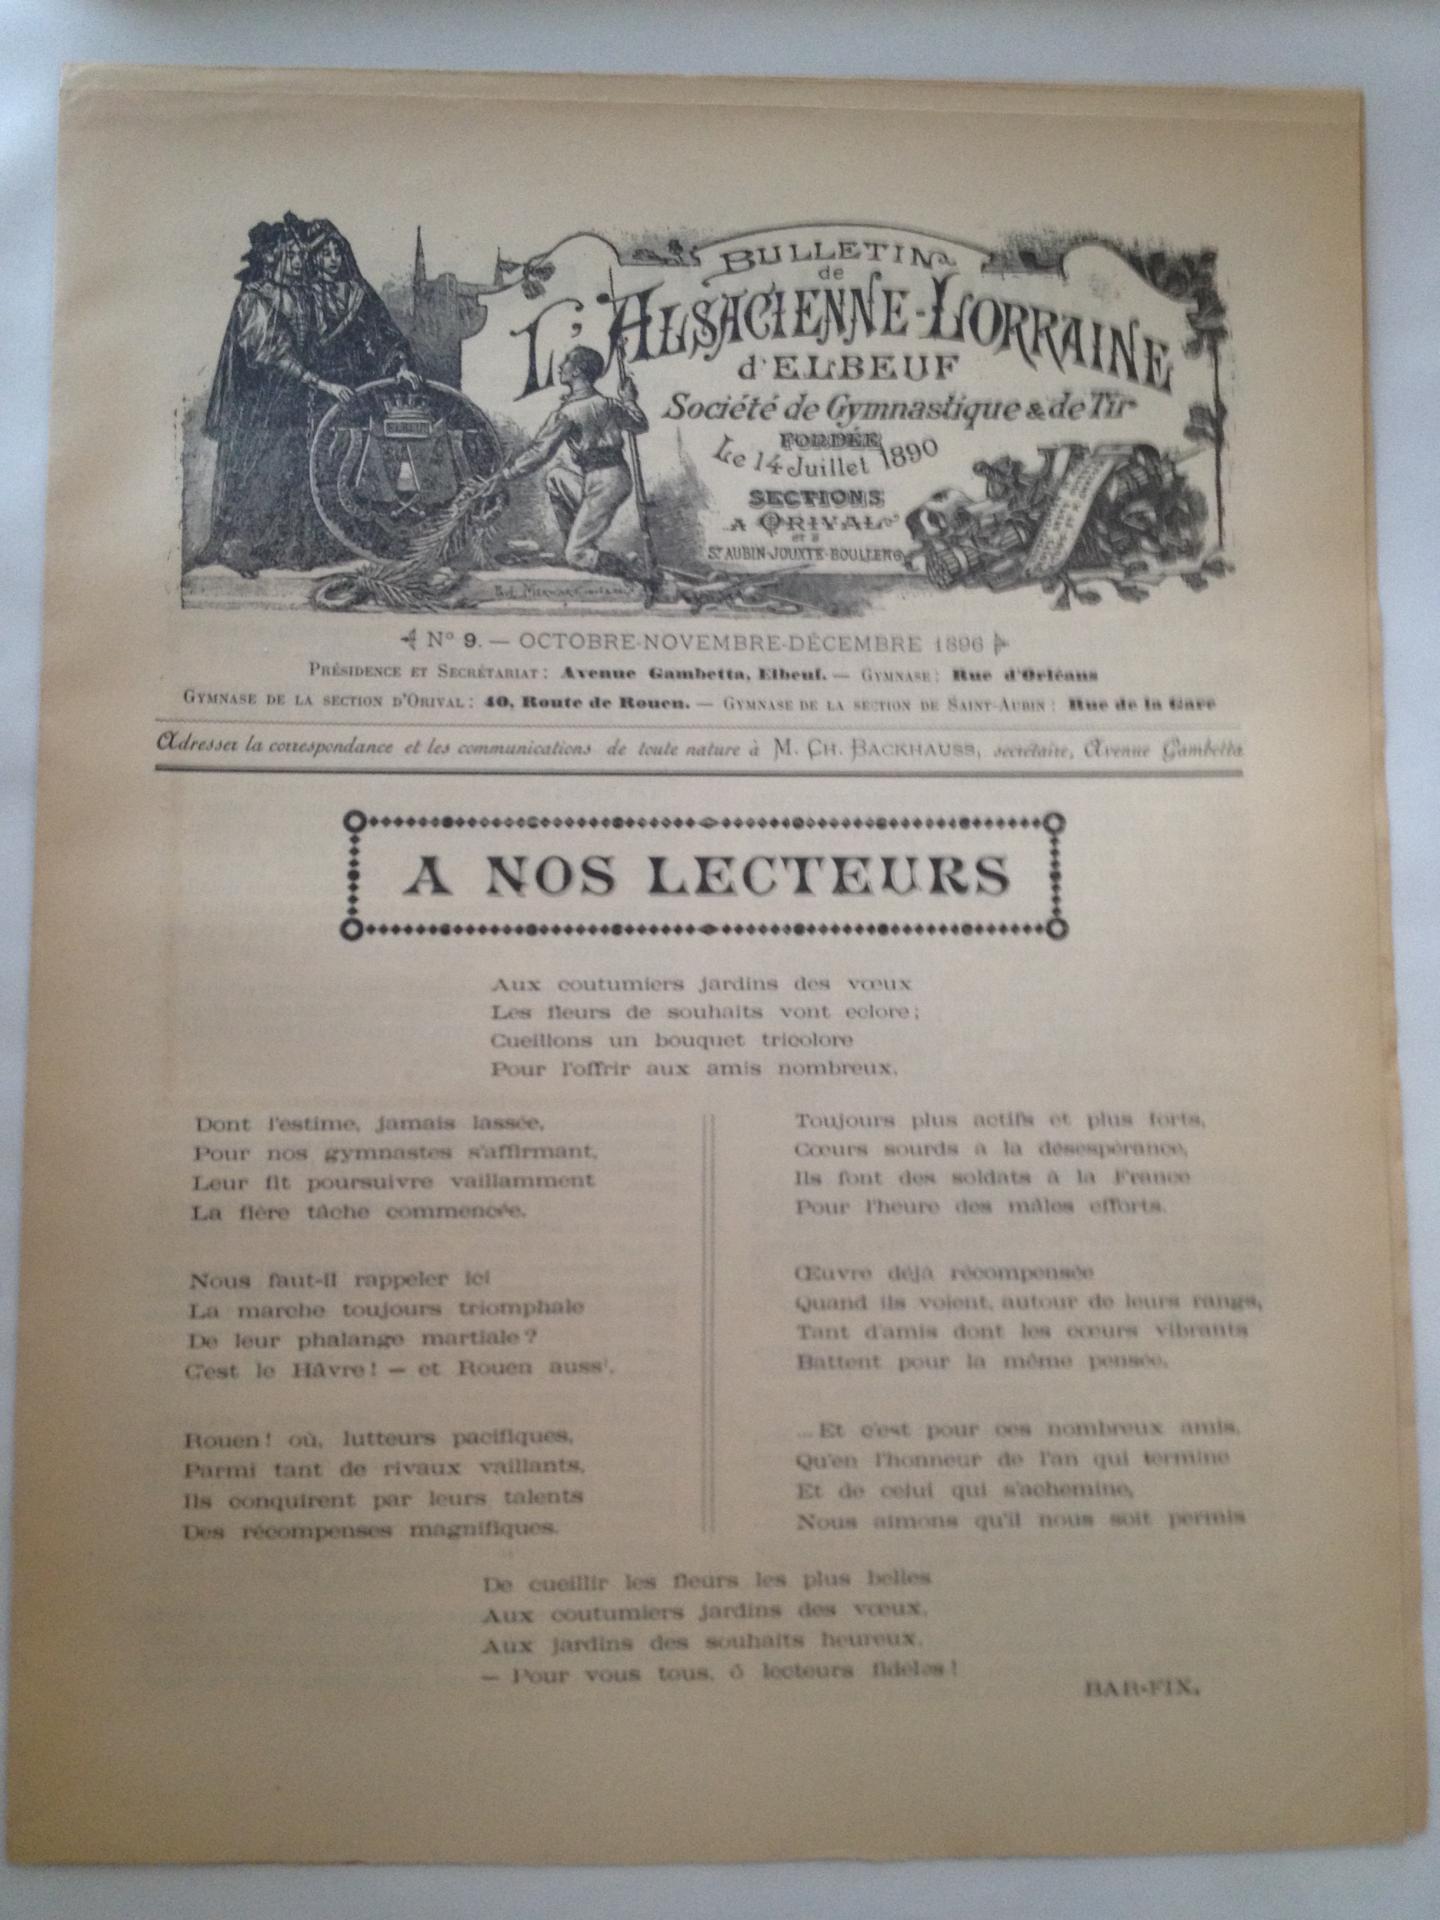 BULLETIN
de
L'ALSACIENNE-LORRAINE
d'ELBEUF
Société de Gymnastique & de Tir
FONDÉE
Le 14 Juillet 1890
SECTIONS
A ORIVAL
et à
St AUBIN-JOUXTE-BOULLENG
ELBEUF
No 9. — OCTOBRE-NOVEMBRE-DÉCEMBRE 1896
PRÉSIDENCE ET SECRÉTARIAT : Avenue Gambetta, Elbeuf. — GYMNASE : Rue d'Orléans
GYMNASE DE LA SECTION D'ORIVAL : 40, Route de Rouen. — GYMNASE DE LA SECTION DE SAINT-AUBIN : Rue de la Gare
Adresser la correspondance et les communications de toute nature à M. CH. BACKHAUSS, secrétaire, Avenue Gambetta
A NOS LECTEURS
Aux coutumiers jardins des vœux
Les fleurs de souhaits vont eclore ;
Cueillons un bouquet tricolore
Pour l'offrir aux amis nombreux,
Dont l'estime, jamais lassée,
Pour nos gymnastes s'affirmant,
Leur fit poursuivre vaillamment
La fière tâche commencée.
Nous faut-il rappeler ici
La marche toujours triomphale
De leur phalange martiale ?
C'est le Hâvre ! — et Rouen aussi.
Rouen ! où, lutteurs pacifiques,
Parmi tant de rivaux vaillants,
Ils conquirent par leurs talents
Des récompenses magnifiques.
Toujours plus actifs et plus forts,
Cœurs sourds à la désespérance,
Ils font des soldats à la France
Pour l'heure des mâles efforts.
Œuvre déjà récompensée
Quand ils voient, autour de leurs rangs,
Tant d'amis dont les cœurs vibrants
Battent pour la même pensée.
...Et c'est pour ces nombreux amis,
Qu'en l'honneur de l'an qui termine
Et de celui qui s'achemine,
Nous aimons qu'il nous soit permis
De cueillir les fleurs les plus belles
Aux coutumiers jardins des vœux,
Aux jardins des souhaits heureux,
— Pour vous tous, ô lecteurs fidèles !
BAR-FIX.